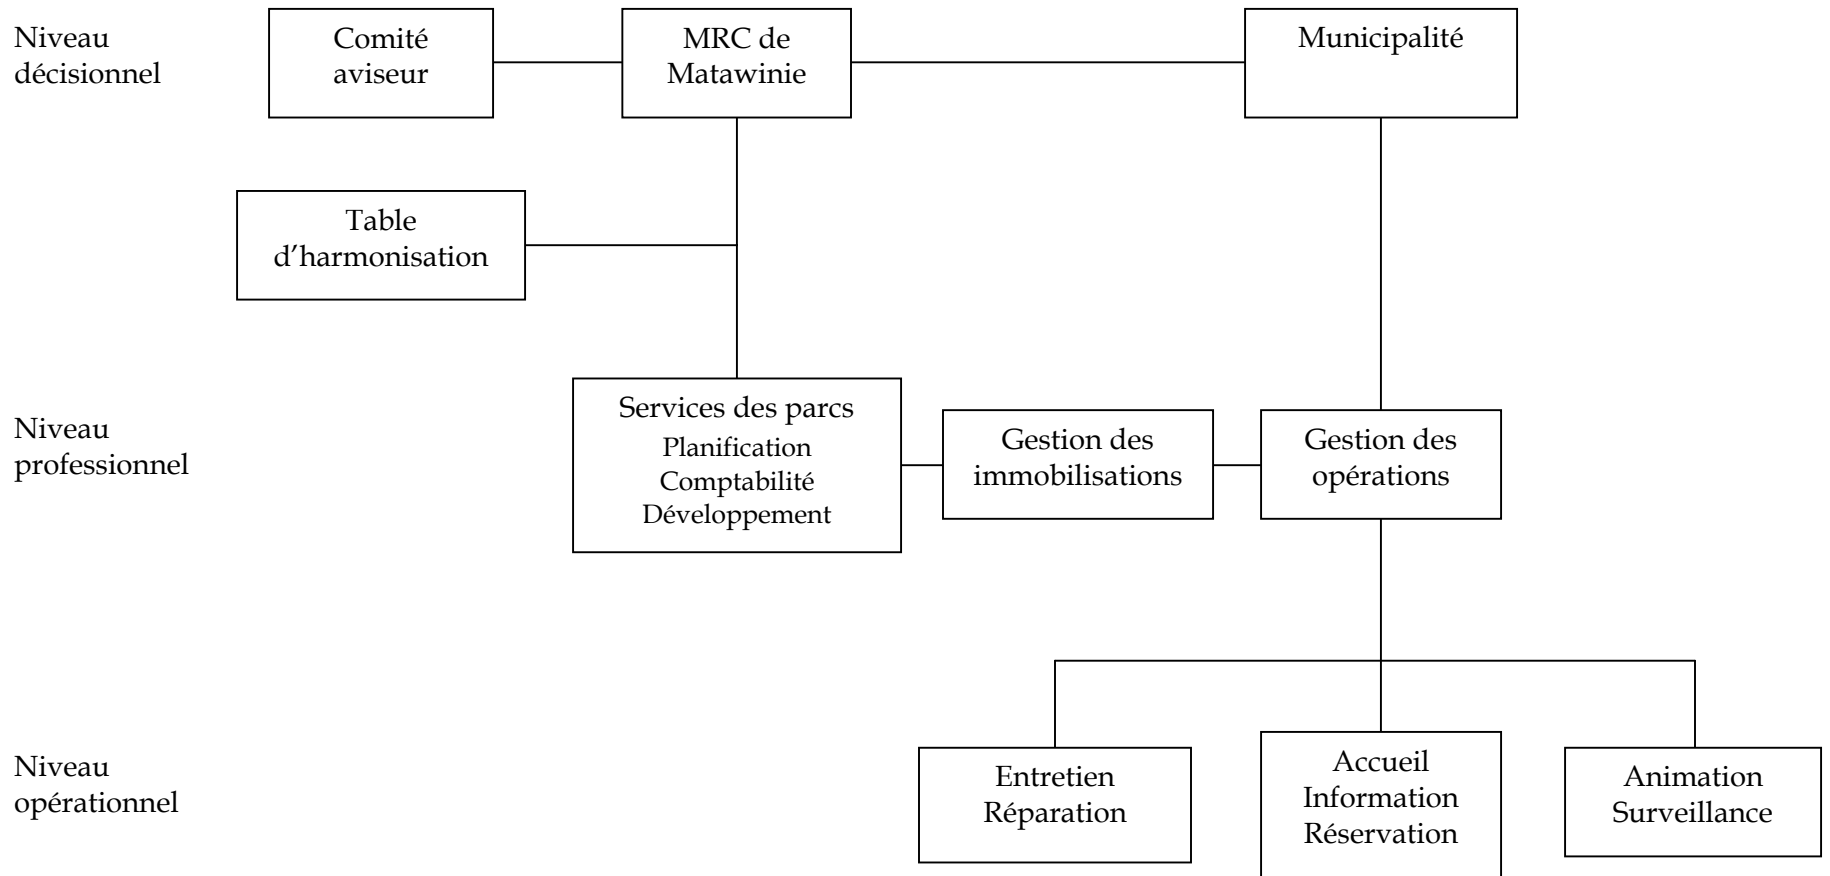 Niveau
décisionnel
Comité
aviseur
MRC de
Matawinie
Municipalité
Table
d’harmonisation
Niveau
professionnel
Services des parcs
Planification
Comptabilité
Développement
Gestion des
immobilisations
Gestion des
opérations
Niveau
opérationnel
Entretien
Réparation
Accueil
Information
Réservation
Animation
Surveillance